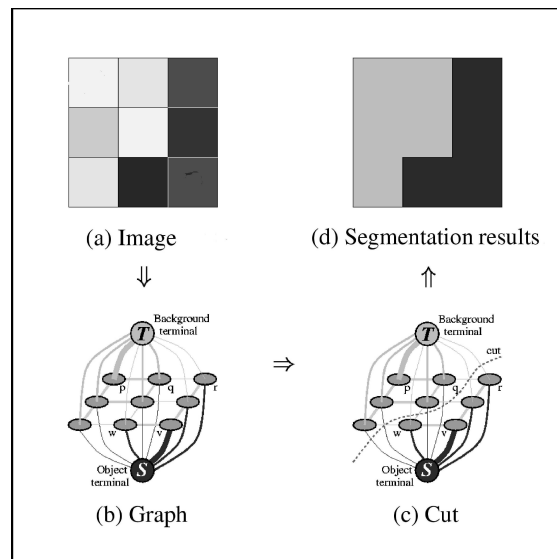 (a) Image
(d) Segmentation results
⇓
⇑
Background
terminal
T
p
q
r
w
v
S
Object
terminal
(b) Graph
⇒
Background
terminal
T
cut
p
q
r
w
v
S
Object
terminal
(c) Cut